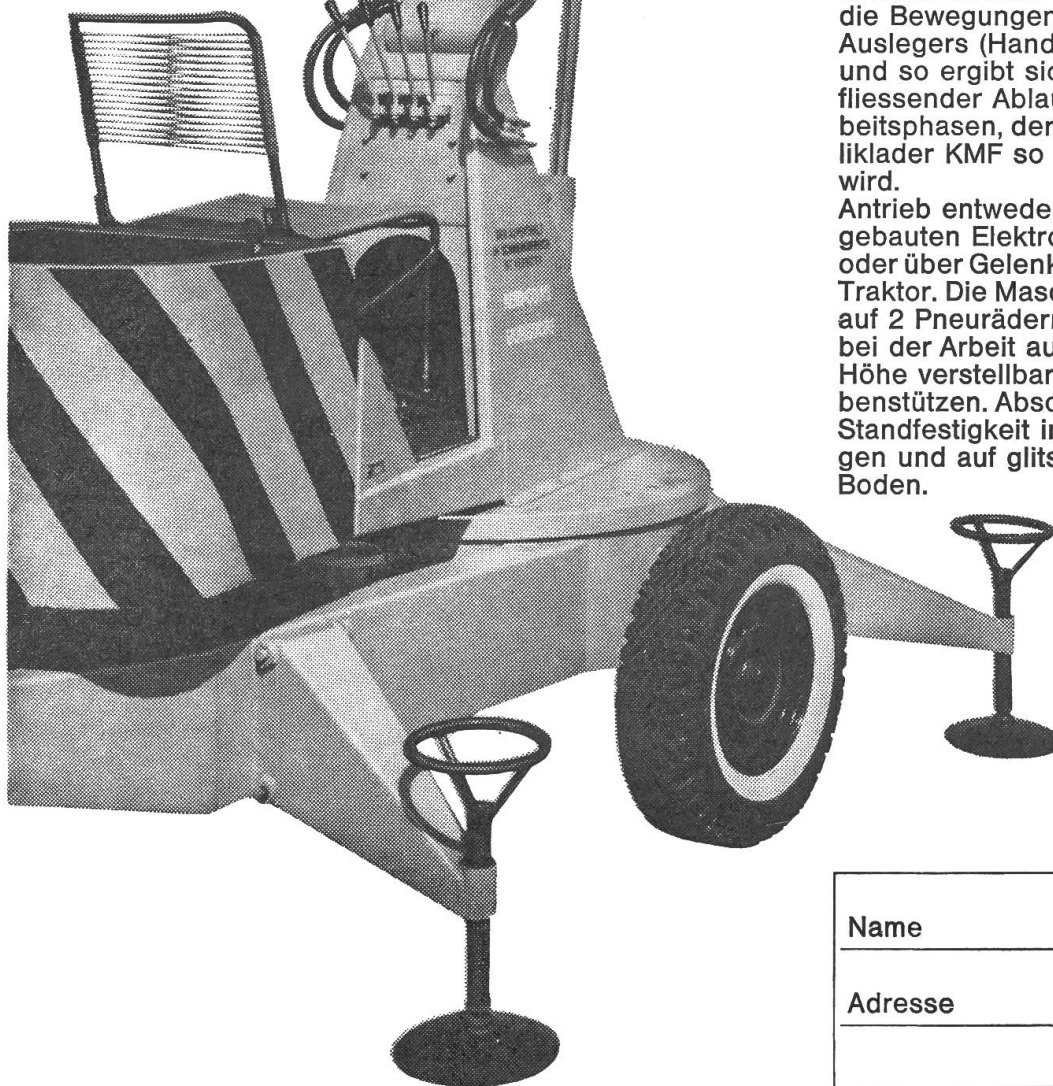 die Bewegungen
Auslegers (Hand
und so ergibt sic
fliessender Ablau
beitsphasen, der
liklader KMF so
wird.
Antrieb entwede
gebauten Elektro
oder über Gelenk
Traktor. Die Masc
auf 2 Pneurädern
bei der Arbeit au
Höhe verstellbar
benstützen. Abso
Standfestigkeit in
gen und auf glits
Boden.
Name
Adresse